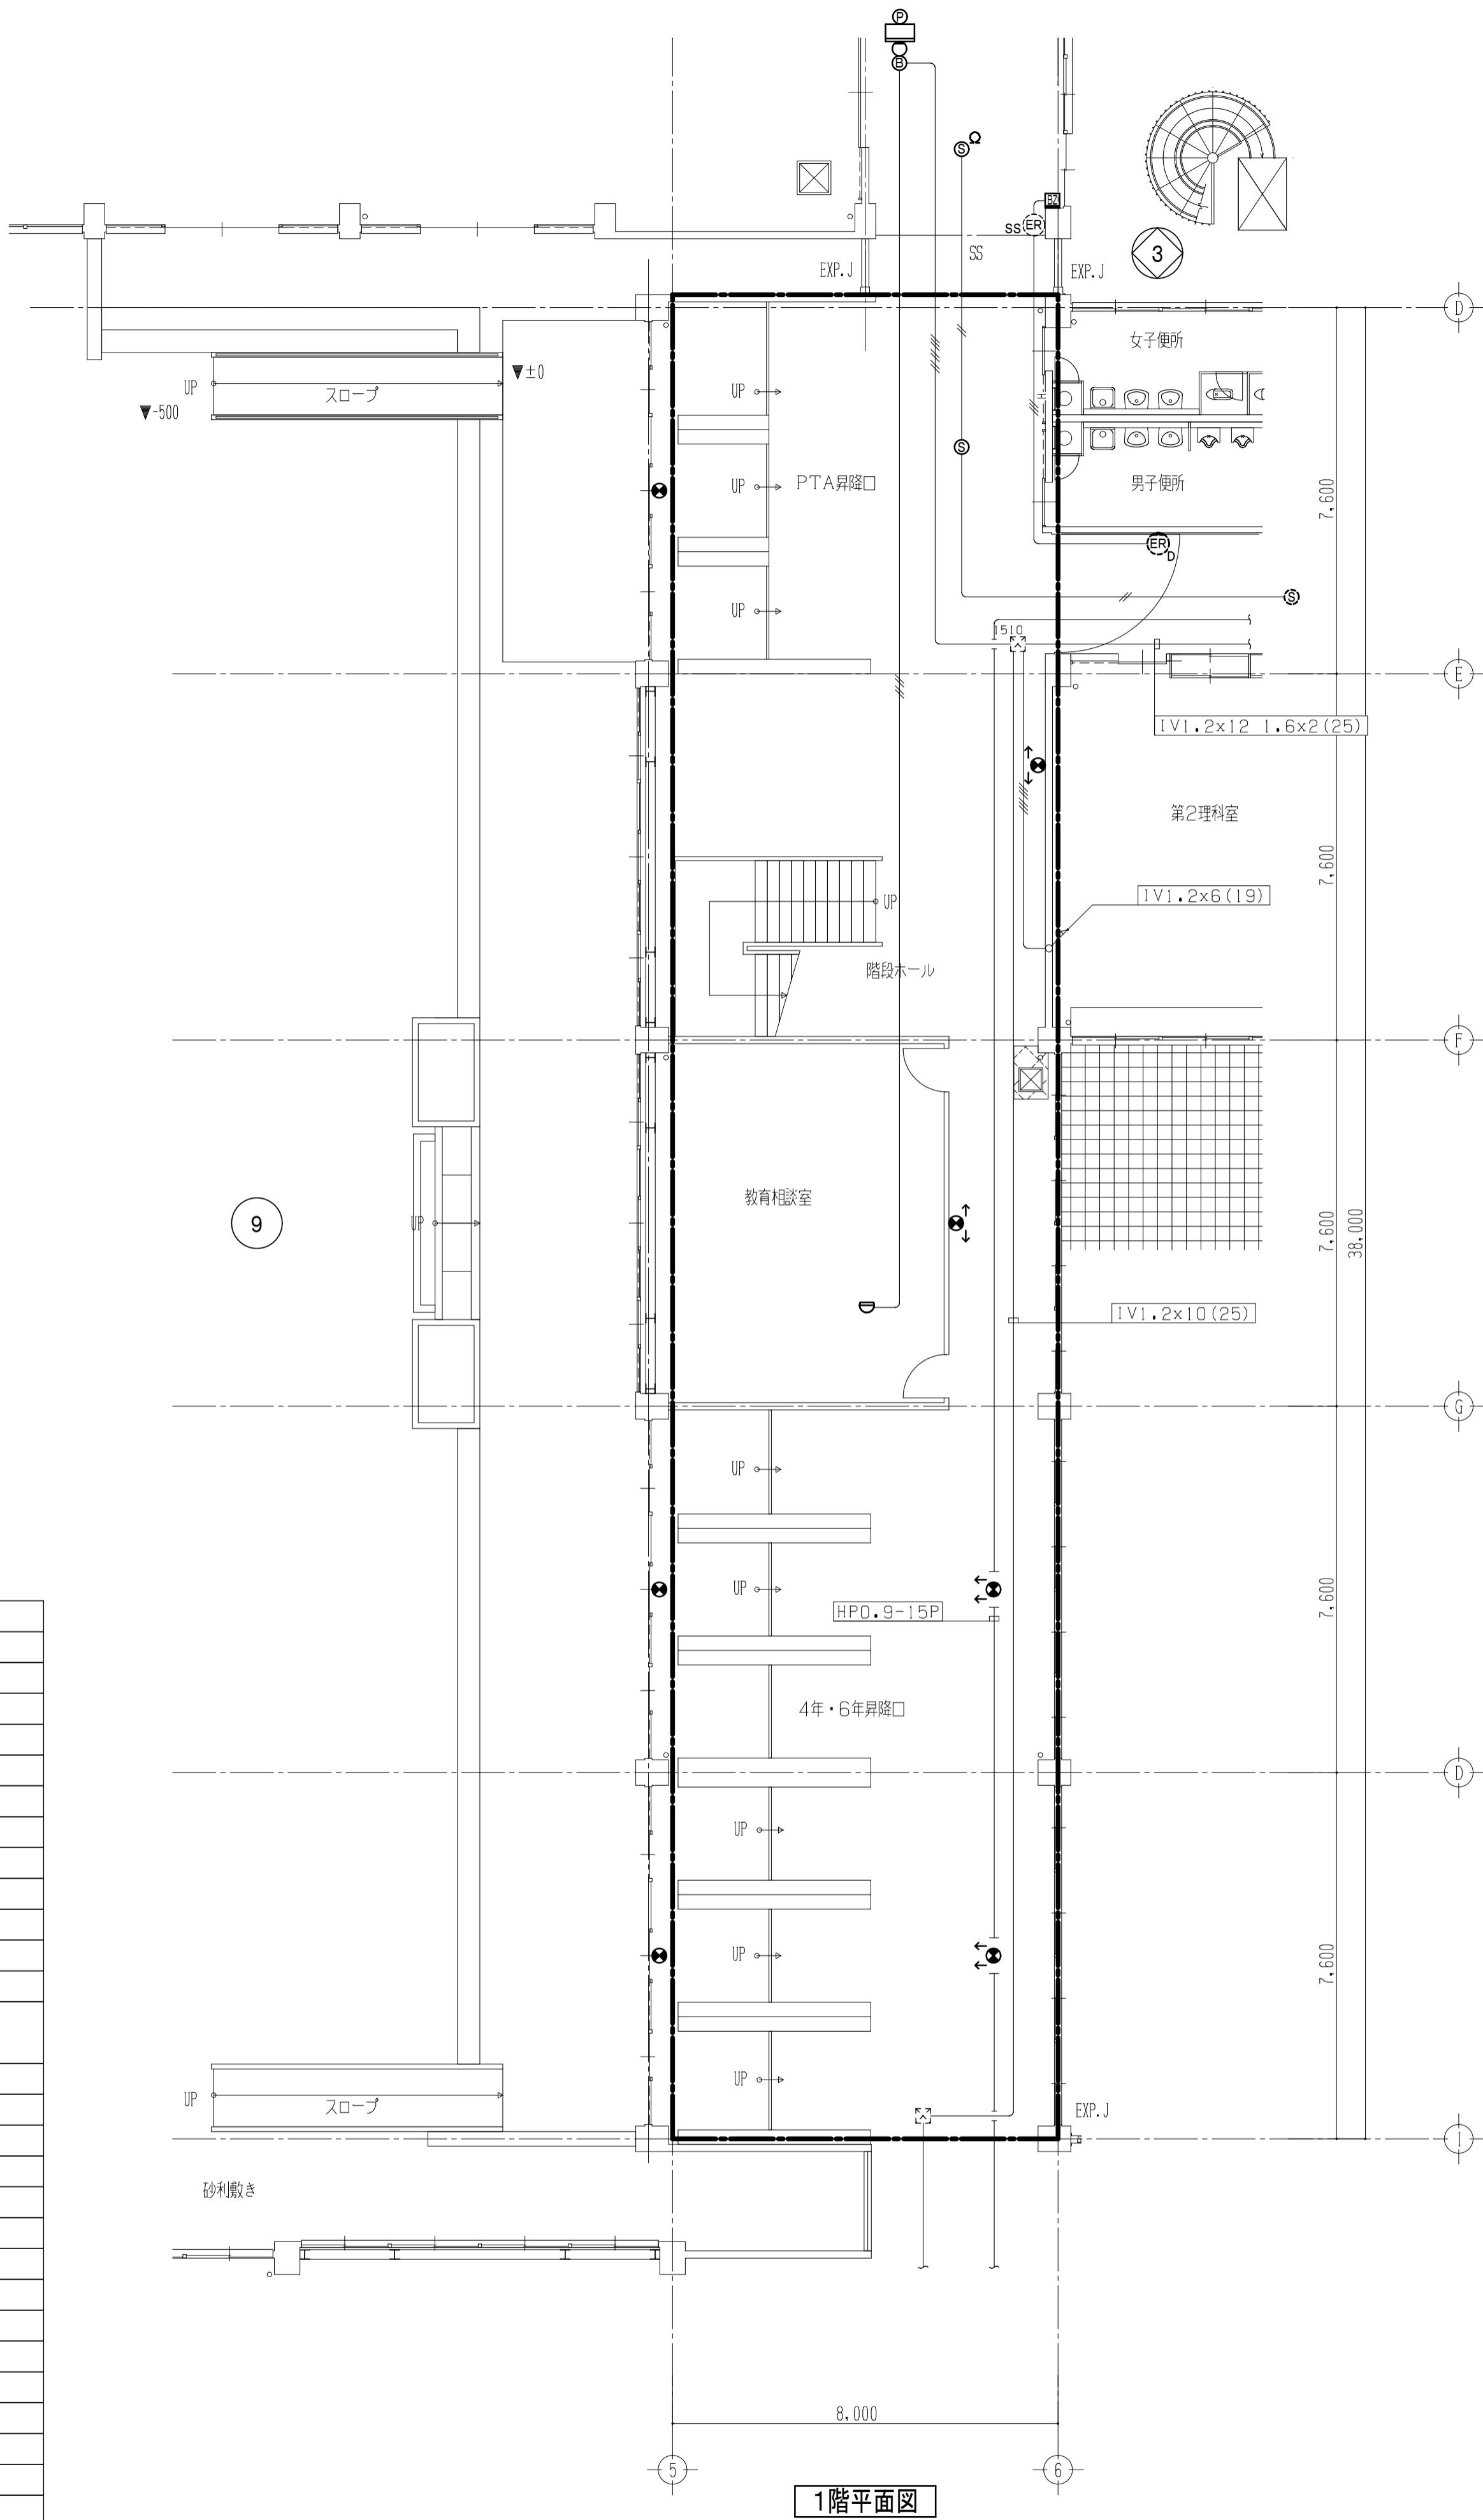 P
B
S Ω
BZ
SS ER
SS
3
EXP.J
EXP.J
D
女子便所
UP
スロープ
±0
-500
UP
UP
PTA昇降口
S
男子便所
7,600
ER D
S
UP
1510
E
IV1.2x12 1.6x2(25)
第2理科室
7,600
IV1.2x6(19)
UP
階段ホール
F
教育相談室
9
UP
7,600
38,000
IV1.2x10(25)
G
UP
UP
HP0.9-15P
7,600
4年・6年昇降口
D
UP
UP
7,600
UP
スロープ
UP
EXP.J
I
砂利敷き
8,000
5
6
1階平面図